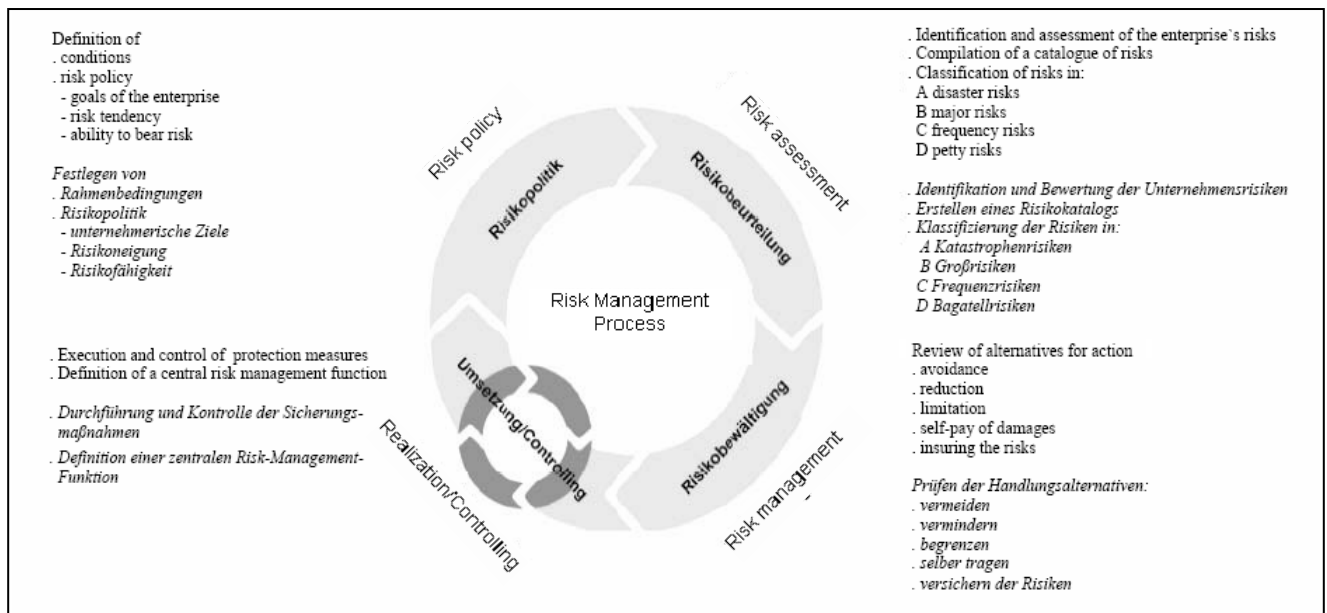 Definition of
. conditions
. risk policy
- goals of the enterprise
- risk tendency
- ability to bear risk
Festlegen von
. Rahmenbedingungen
. Risikopolitik
- unternehmerische Ziele
- Risikoneigung
- Risikofähigkeit
. Execution and control of protection measures
. Definition of a central risk management function
. Durchführung und Kontrolle der Sicherungs-
maßnahmen
. Definition einer zentralen Risk-Management-
Funktion
Risk policy
Risikopolitik
Risk assessment
Risikobeurteilung
Risk Management
Process
Umsetzung/Controlling
Realization/Controlling
Risikobewältigung
Risk management
-
. Identification and assessment of the enterprise`s risks
. Compilation of a catalogue of risks
. Classification of risks in:
A disaster risks
B major risks
C frequency risks
D petty risks
. Identifikation und Bewertung der Unternehmensrisiken
. Erstellen eines Risikokatalogs
. Klassifizierung der Risiken in:
A Katastrophenrisiken
B Großrisiken
C Frequenzrisiken
D Bagatellrisiken
Review of alternatives for action
. avoidance
. reduction
. limitation
. self-pay of damages
. insuring the risks
Prüfen der Handlungsalternativen:
. vermeiden
. vermindern
. begrenzen
. selber tragen
. versichern der Risiken